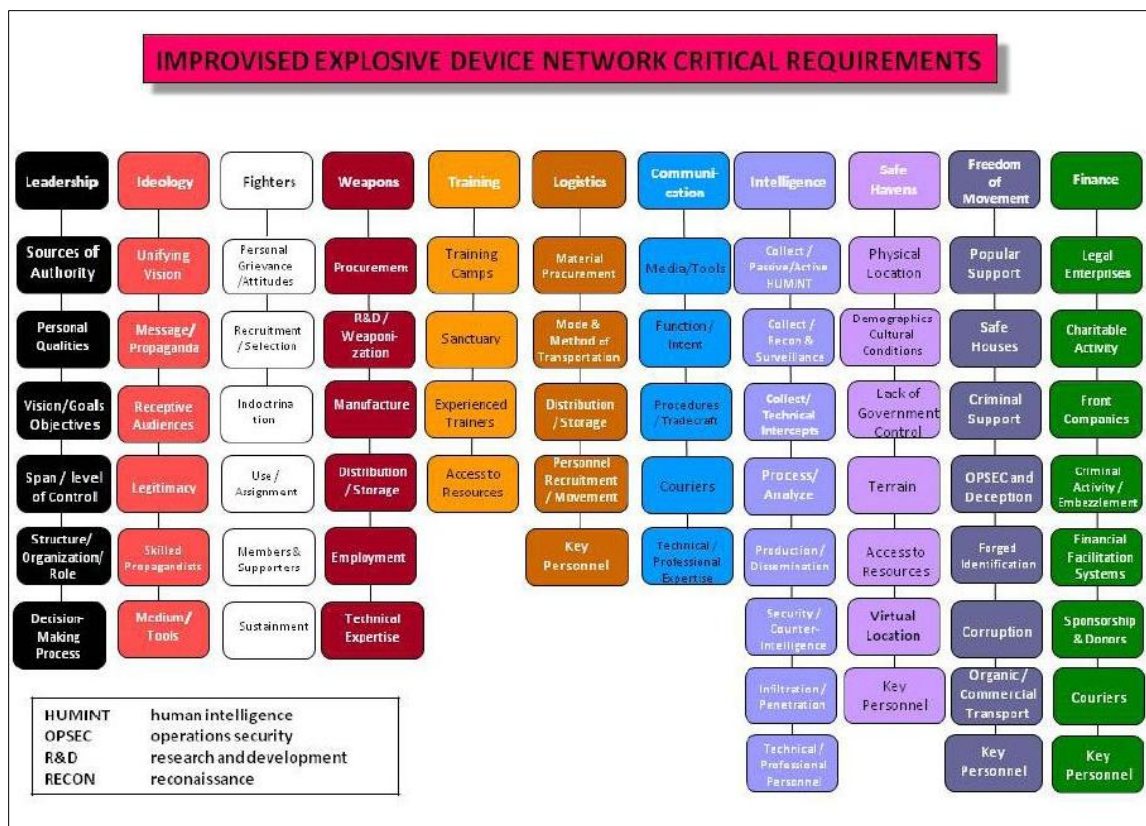 IMPROVISED EXPLOSIVE DEVICE NETWORK CRITICAL REQUIREMENTS
Leadership
Sources of
Authority
Personal
Qualities
Vision/Goals
Objectives
Span / level
of Control
Structure/
Organization/
Role
Decision-
Making
Process
Ideology
Unifying
Vision
Message/
Propaganda
Receptive
Audiences
Legitimacy
Skilled
Propagandists
Medium/
Tools
Fighters
Personal
Grievance
/Attitudes
Recruitment
/ Selection
Indoctrina
tion
Use /
Assignment
Members &
Supporters
Sustainment
Weapons
Procurement
R&D /
Weaponi-
zation
Manufacture
Distribution
/ Storage
Employment
Technical
Expertise
Training
Training
Camps
Sanctuary
Experienced
Trainers
Access to
Resources
Logistics
Material
Procurement
Mode &
Method of
Transportation
Distribution
/ Storage
Personnel
Recruitment
/ Movement
Key
Personnel
Communi-
cation
Media/Tools
Function /
Intent
Procedures
/ Tradecraft
Couriers
Technical /
Professional
Expertise
Intelligence
Collect /
Passive/Active
HUMINT
Collect /
Recon &
Surveillance
Collect/
Technical
Intercepts
Process/
Analyze
Production /
Dissemination
Security /
Counter-
Intelligence
Infiltration /
Penetration
Technical /
Professional
Personnel
Safe
Havens
Physical
Location
Demographics
Cultural
Conditions
Lack of
Government
Control
Terrain
Access to
Resources
Virtual
Location
Key
Personnel
Freedom
of
Movement
Popular
Support
Safe
Houses
Criminal
Support
OPSEC and
Deception
Forged
Identification
Corruption
Organic /
Commercial
Transport
Key
Personnel
Finance
Legal
Enterprises
Charitable
Activity
Front
Companies
Criminal
Activity /
Embezzlement
Financial
Facilitation
Systems
Sponsorship
& Donors
Couriers
Key
Personnel
HUMINT human intelligence
OPSEC operations security
R&D research and development
RECON reconaissance